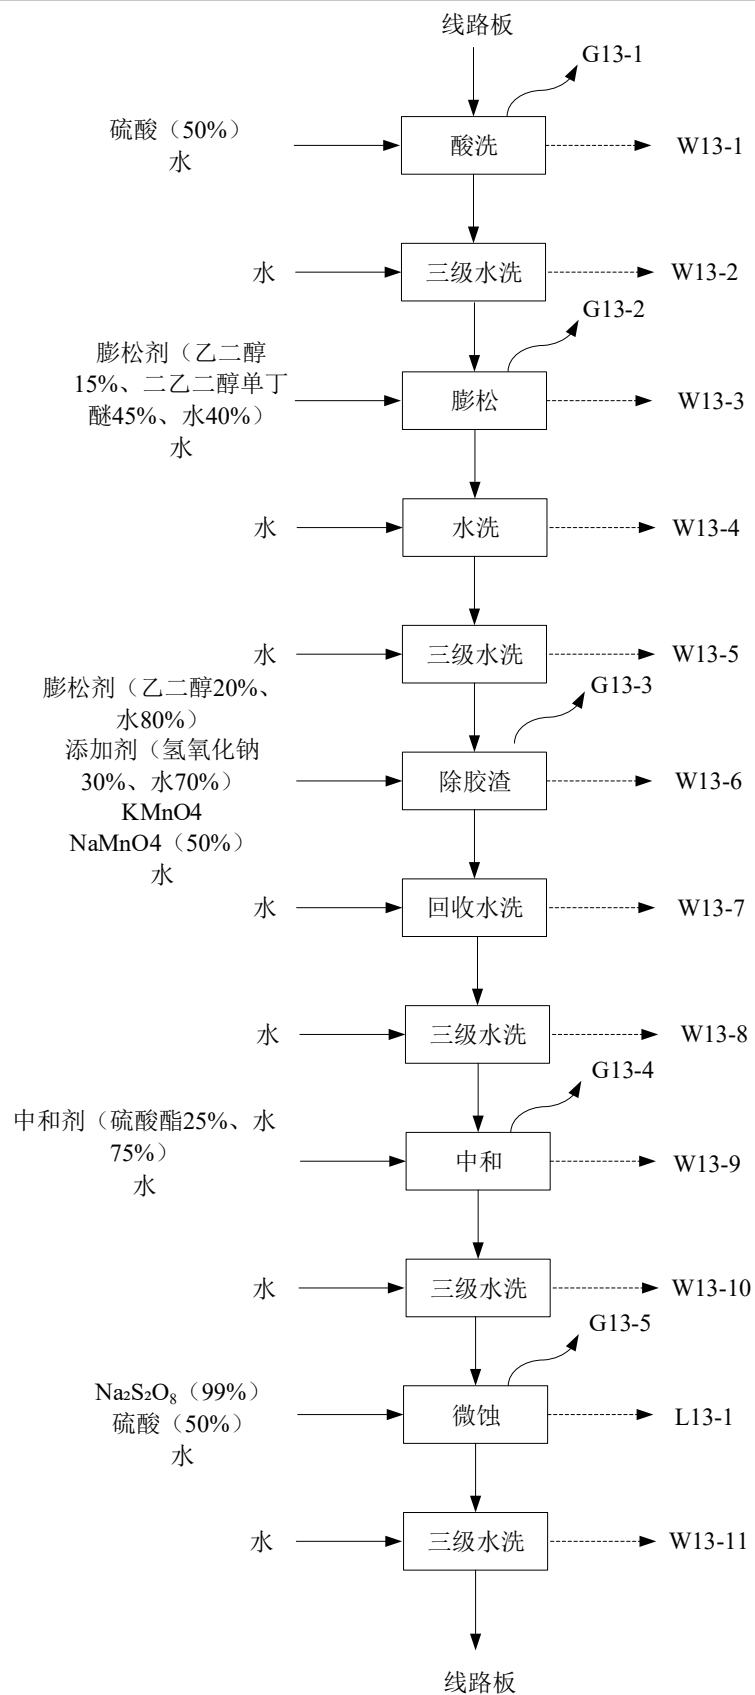 线路板
G13-1
硫酸（50%）
水
酸洗
W13-1
水
三级水洗
W13-2
G13-2
膨松剂（乙二醇
15%、二乙二醇单丁
醚45%、水40%）
水
膨松
W13-3
水
水洗
W13-4
水
三级水洗
W13-5
G13-3
膨松剂（乙二醇20%、
水80%）
添加剂（氢氧化钠
30%、水70%）
KMnO4
NaMnO4（50%）
水
除胶渣
W13-6
水
回收水洗
W13-7
水
三级水洗
W13-8
G13-4
中和剂（硫酸酯25%、水
75%）
水
中和
W13-9
水
三级水洗
W13-10
G13-5
Na₂S₂O₈（99%）
硫酸（50%）
水
微蚀
L13-1
水
三级水洗
W13-11
线路板